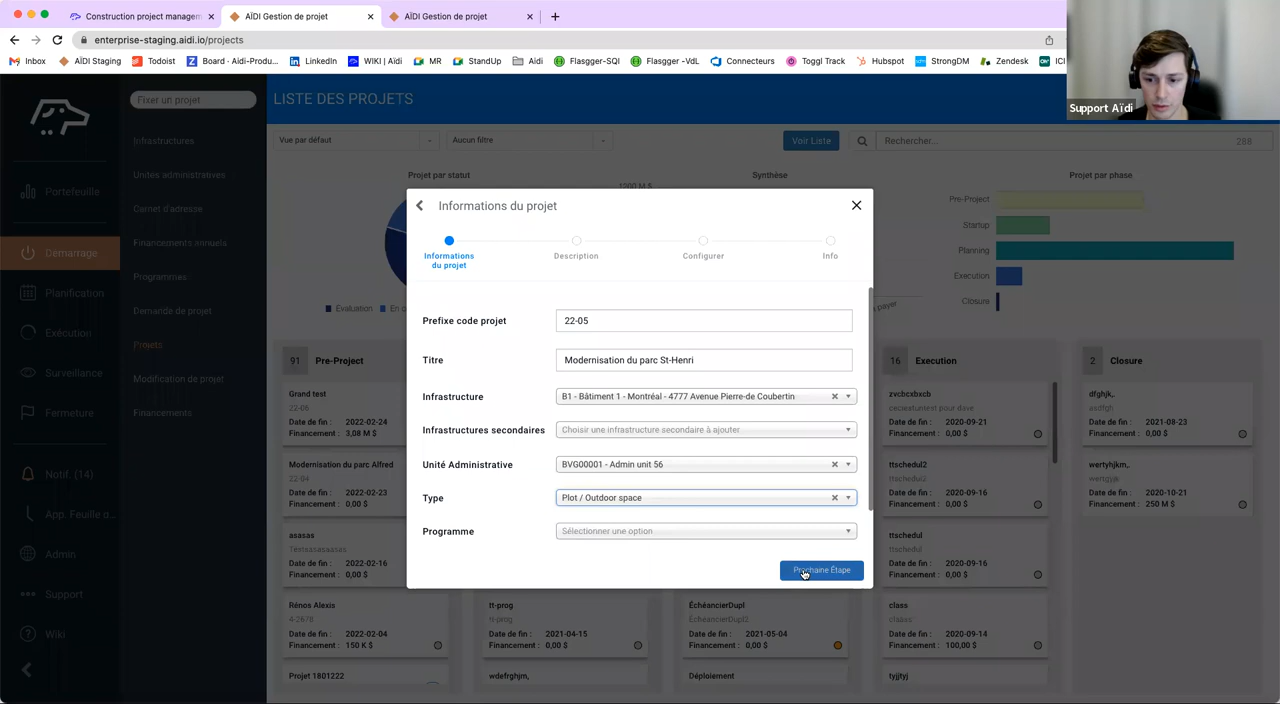 Construction project managem
AÏDI Gestion de projet
AÏDI Gestion de projet
enterprise-staging.aidi.io/projects
Inbox
AÏDI Staging
Todoist
Board - Aidi-Produ...
LinkedIn
WIKI | Aïdi
MR
StandUp
Aidi
Flasgger-SQl
Flasgger -VdL
Connecteurs
Toggl Track
Hubspot
StrongDM
Zendesk
ICI
Support Aïdi
Fixer un projet
LISTE DES PROJETS
Infrastructures
Vue par défaut
Aucun filtre
Voir Liste
Rechercher...
288
Unités administratives
Projet par statut
Synthèse
Projet par phase
Portefeuille
Carnet d'adresse
Pre-Project
Startup
Financements annuels
Démarrage
Planning
Programmes
Execution
Planification
Closure
Évaluation
En c
payer
Demande de projet
Exécution
Projets
91 Pre-Project
16 Execution
2 Closure
Surveillance
Modification de projet
Fermeture
Financements
Notif. (14)
App. Feuille d...
Admin
Support
Wiki
Informations du projet
Informations du projet
Description
Configurer
Info
Prefixe code projet
22-05
Titre
Modernisation du parc St-Henri
Infrastructure
B1 - Bâtiment 1 - Montréal - 4777 Avenue Pierre-de Coubertin
Infrastructures secondaires
Choisir une infrastructure secondaire à ajouter
Unité Administrative
BVG00001 - Admin unit 56
Type
Plot / Outdoor space
Programme
Sélectionner une option
Prochaine Étape
Grand test
22-06
Date de fin : 2022-02-24
Financement : 3,08 M $
Modernisation du parc Alfred
22-04
Date de fin : 2022-02-23
Financement : 0,00 $
asasas
Date de fin : 2022-02-16
Financement : 0,00 $
Rénos Alexis
4-2678
Date de fin : 2022-02-04
Financement : 150 K $
Projet 1801222
tt-prog
tt-prog
Date de fin : 2021-04-15
Financement : 0,00 $
wdefrghjm,
ÉchéancierDupl
ÉchéancierDupl2
Date de fin : 2021-05-04
Financement : 0,00 $
Déploiement
zvcbcxbxcb
Date de fin : 2020-09-21
Financement : 0,00 $
ttschedul2
ttschedul2
Date de fin : 2020-09-16
Financement : 0,00 $
ttschedul
ttschedul
Date de fin : 2020-09-16
Financement : 0,00 $
class
class
Date de fin : 2020-09-14
Financement : 100,00 $
tyjtyj
dfghjk,.
asdfgh
Date de fin : 2021-08-23
Financement : 0,00 $
wertyhjkm,.
wertgyjk
Date de fin : 2020-10-21
Financement : 250 M $